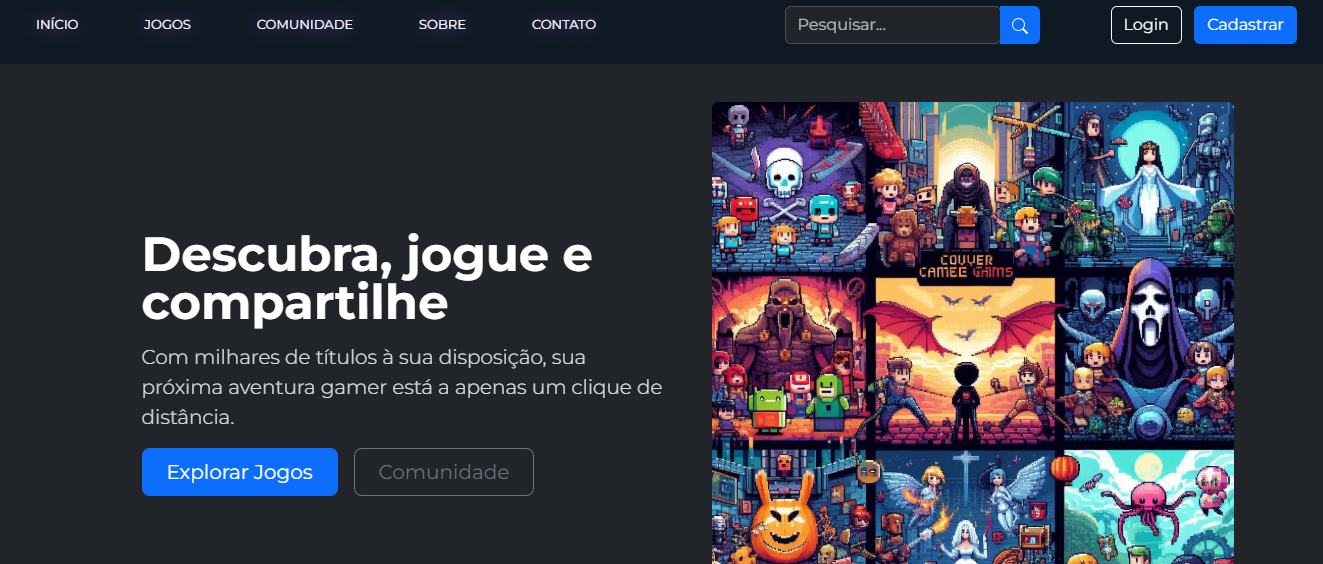 INÍCIO JOGOS COMUNIDADE SOBRE CONTATO Pesquisar... Login Cadastrar
Descubra, jogue e
compartilhe
Com milhares de títulos à sua disposição, sua
próxima aventura gamer está a apenas um clique de
distância.
Explorar Jogos Comunidade
COUVER
CAMEE GAIMS